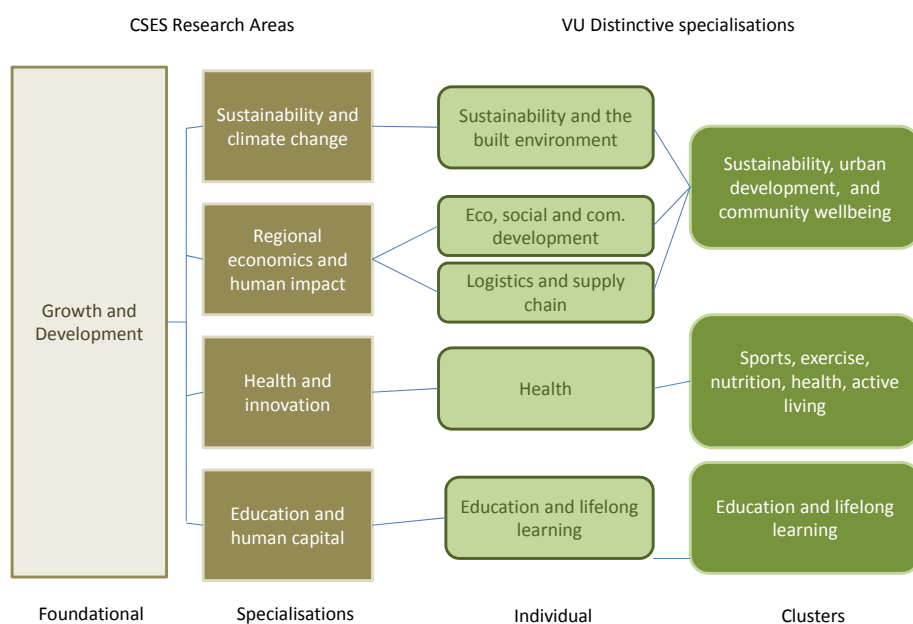 CSES Research Areas
VU Distinctive specialisations
Growth and
Development
Sustainability and
climate change
Regional
economics and
human impact
Health and
innovation
Education and
human capital
Sustainability and the
built environment
Eco, social and com.
development
Logistics and supply
chain
Health
Education and lifelong
learning
Sustainability, urban
development, and
community wellbeing
Sports, exercise,
nutrition, health, active
living
Education and lifelong
learning
Foundational
Specialisations
Individual
Clusters